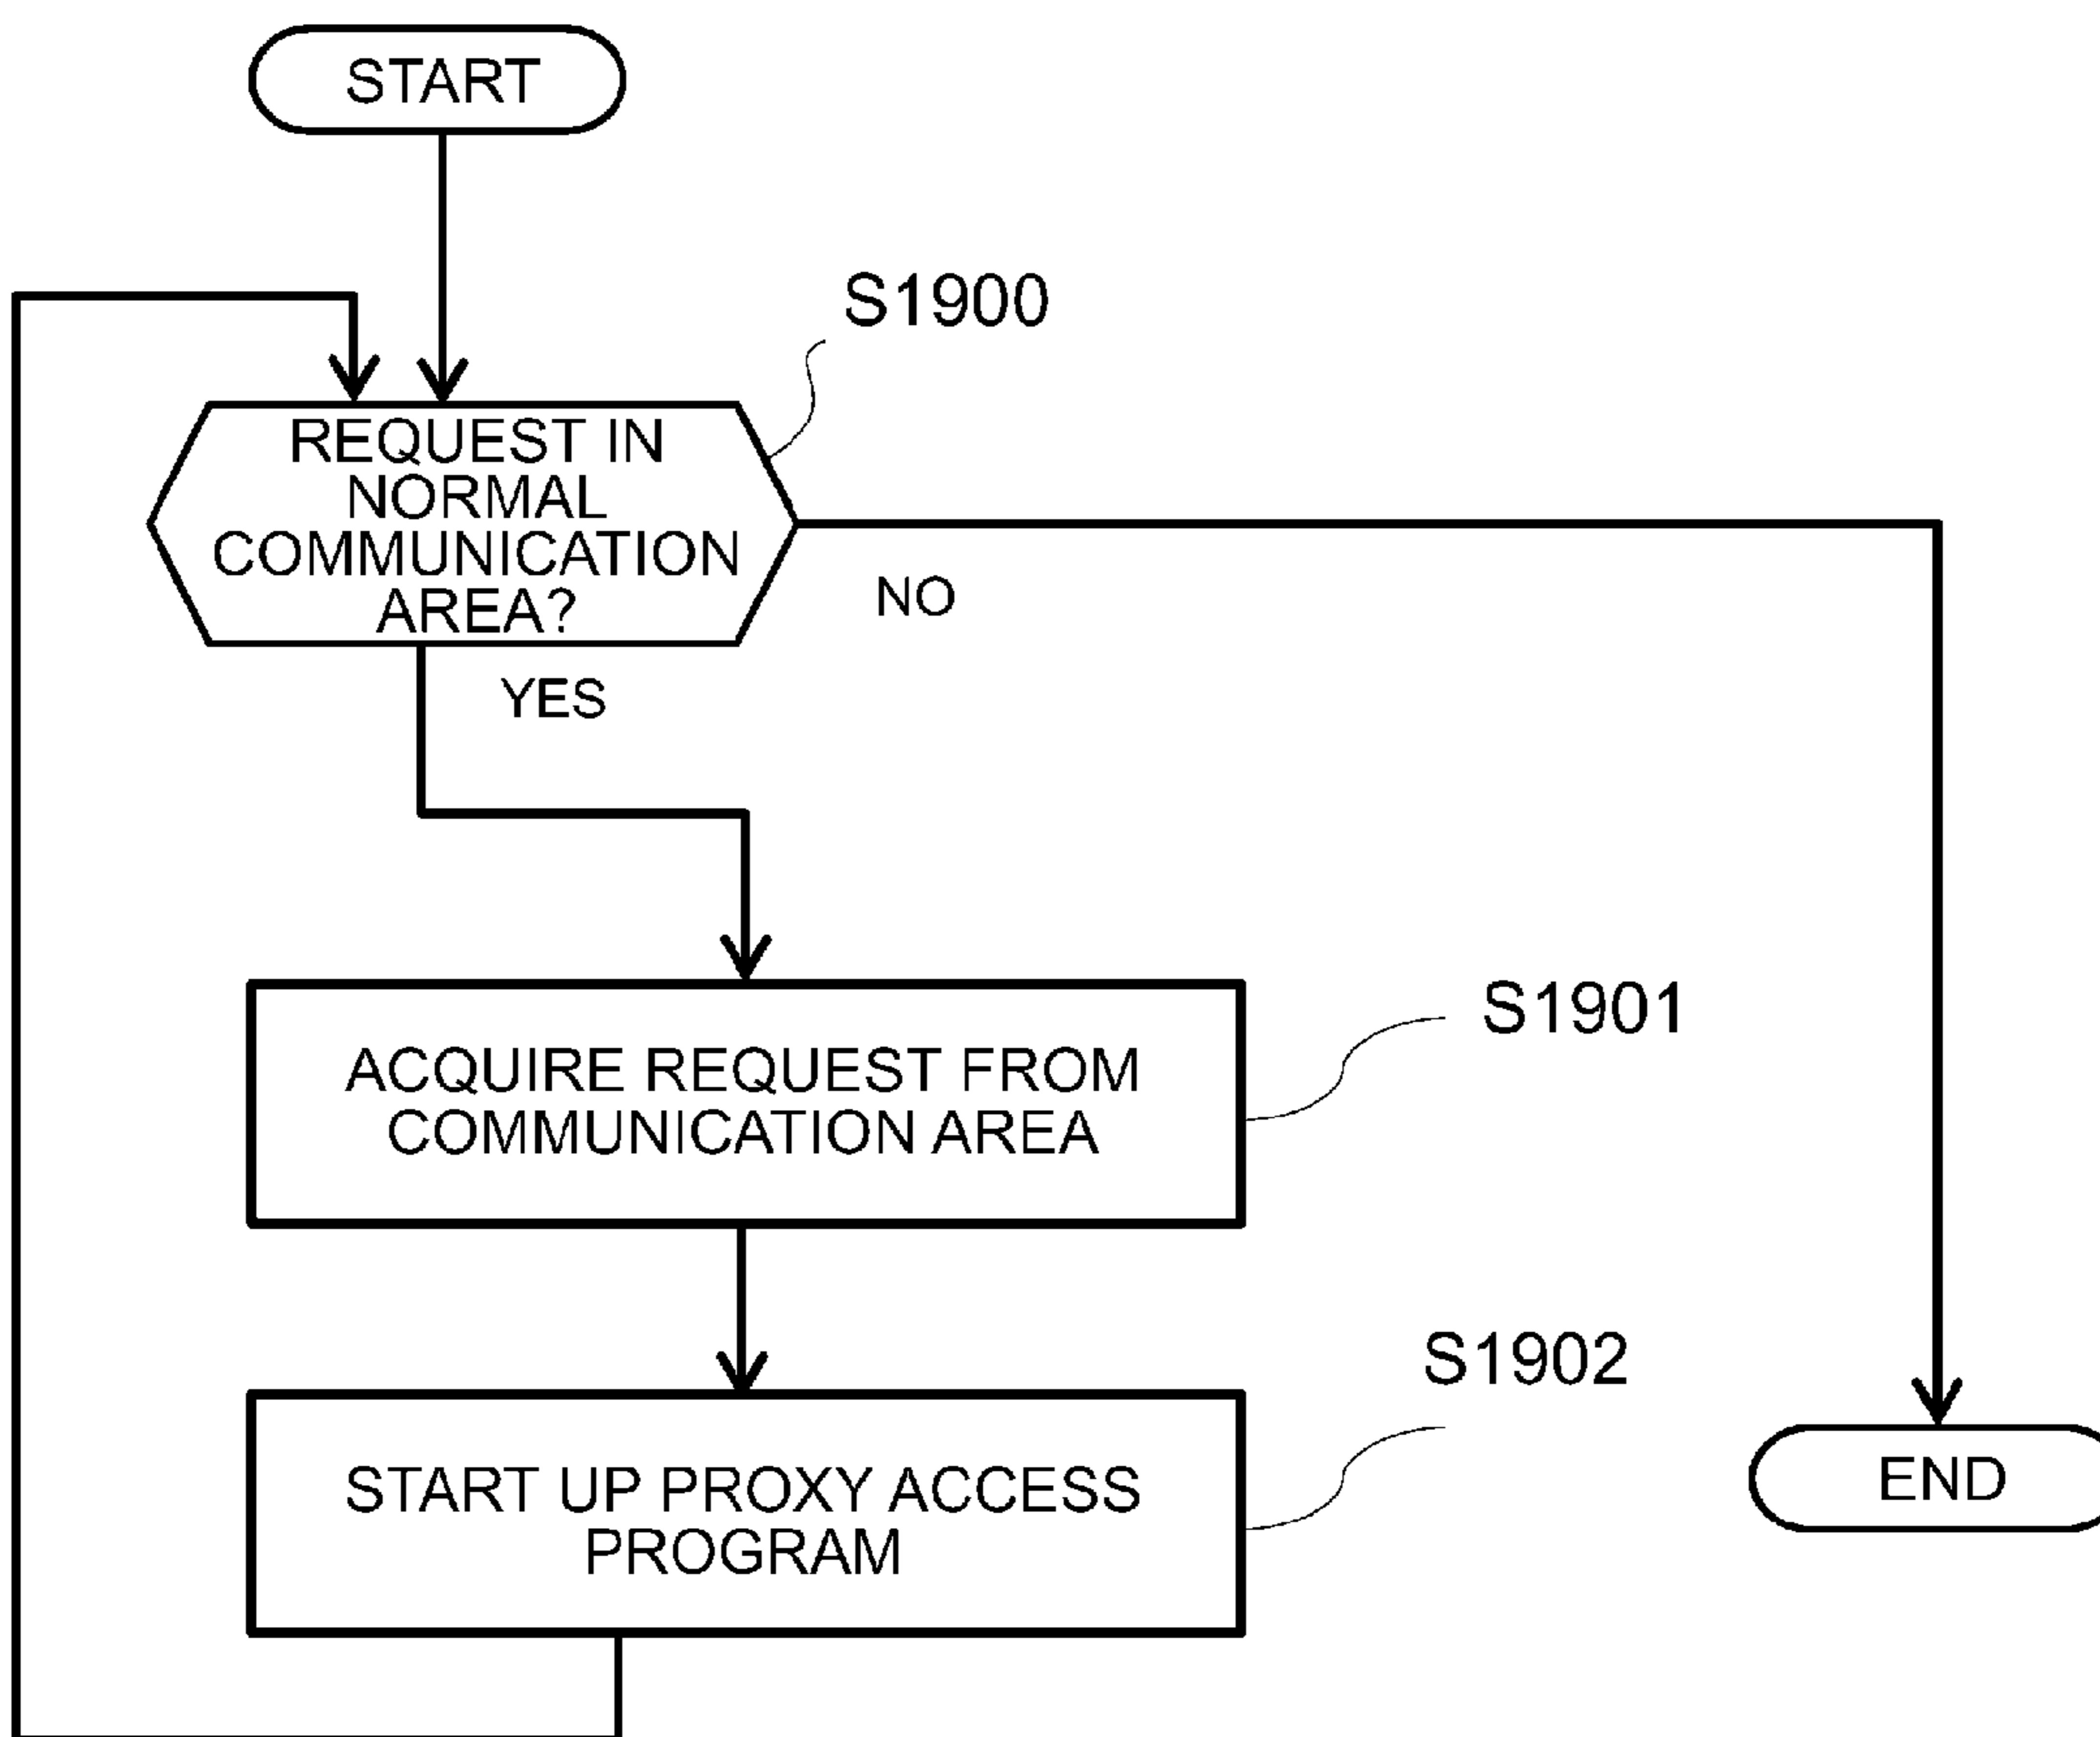 START
S1900
REQUEST IN
NORMAL
COMMUNICATION
AREA?
NO
YES
S1901
ACQUIRE REQUEST FROM
COMMUNICATION AREA
S1902
START UP PROXY ACCESS
PROGRAM
END